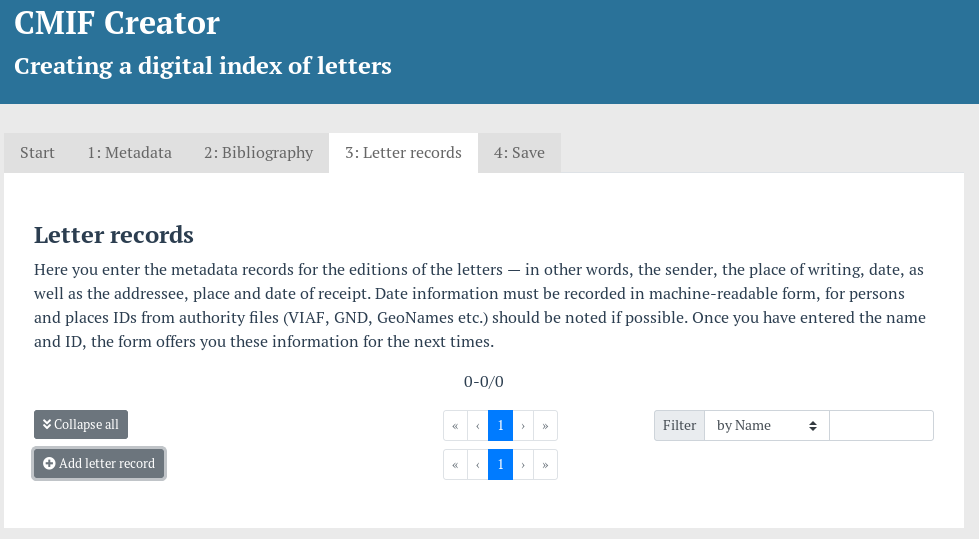 CMIF Creator
Creating a digital index of letters
Start 1: Metadata 2: Bibliography 3: Letter records 4: Save
Letter records
Here you enter the metadata records for the editions of the letters — in other words, the sender, the place of writing, date, as
well as the addressee, place and date of receipt. Date information must be recorded in machine-readable form, for persons
and places IDs from authority files (VIAF, GND, GeoNames etc.) should be noted if possible. Once you have entered the name
and ID, the form offers you these information for the next times.
0-0/0
Collapse all « ‹ 1 › » Filter by Name
Add letter record « ‹ 1 › »